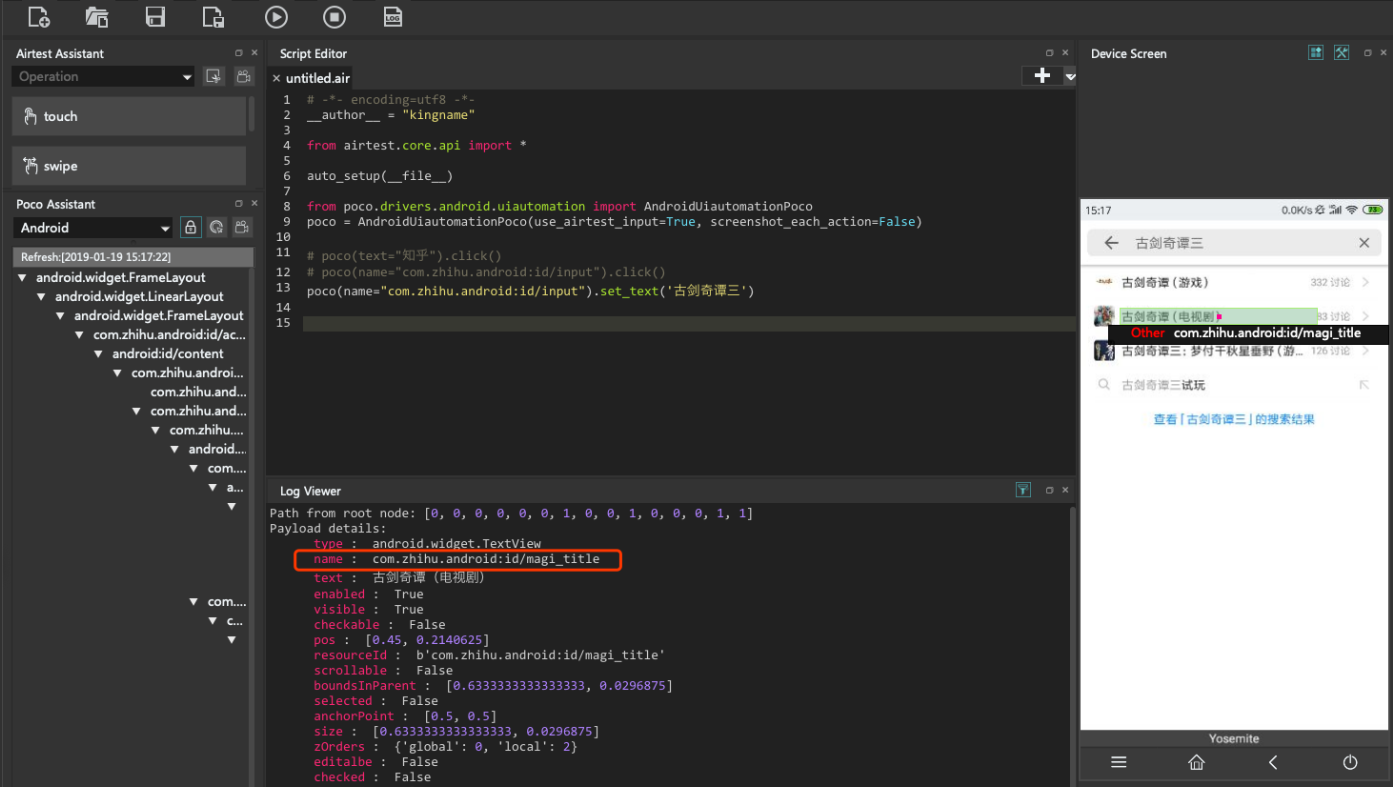 LOG
Airtest Assistant
Operation
touch
swipe
Poco Assistant
Android
Refresh:[2019-01-19 15:17:22]
android.widget.FrameLayout
android.widget.LinearLayout
android.widget.FrameLayout
com.zhihu.android:id/ac...
android:id/content
com.zhihu.androi...
com.zhihu.and...
com.zhihu.and...
com.zhihu....
android....
com....
a...
com....
c...
Script Editor
untitled.air
1 # -*- encoding=utf8 -*-
2 __author__ = "kingname"
3
4 from airtest.core.api import *
5
6 auto_setup(__file__)
7
8 from poco.drivers.android.uiautomation import AndroidUiautomationPoco
9 poco = AndroidUiautomationPoco(use_airtest_input=True, screenshot_each_action=False)
10
11 # poco(text="知乎").click()
12 # poco(name="com.zhihu.android:id/input").click()
13 poco(name="com.zhihu.android:id/input").set_text('古剑奇谭三')
14
15
Log Viewer
Path from root node: [0, 0, 0, 0, 0, 0, 1, 0, 0, 1, 0, 0, 0, 1, 1]
Payload details:
type : android.widget.TextView
name : com.zhihu.android:id/magi_title
text : 古剑奇谭（电视剧）
enabled : True
visible : True
checkable : False
pos : [0.45, 0.2140625]
resourceId : b'com.zhihu.android:id/magi_title'
scrollable : False
boundsInParent : [0.6333333333333333, 0.0296875]
selected : False
anchorPoint : [0.5, 0.5]
size : [0.6333333333333333, 0.0296875]
zOrders : {'global': 0, 'local': 2}
editalbe : False
checked : False
Device Screen
15:17 0.0K/s
古剑奇谭三
古剑奇谭（游戏） 332 讨论
古剑奇谭（电视剧） 83 讨论
Other com.zhihu.android:id/magi_title
古剑奇谭三：梦付千秋星垂野（游... 126 讨论
古剑奇谭三试玩
查看「古剑奇谭三」的搜索结果
Yosemite